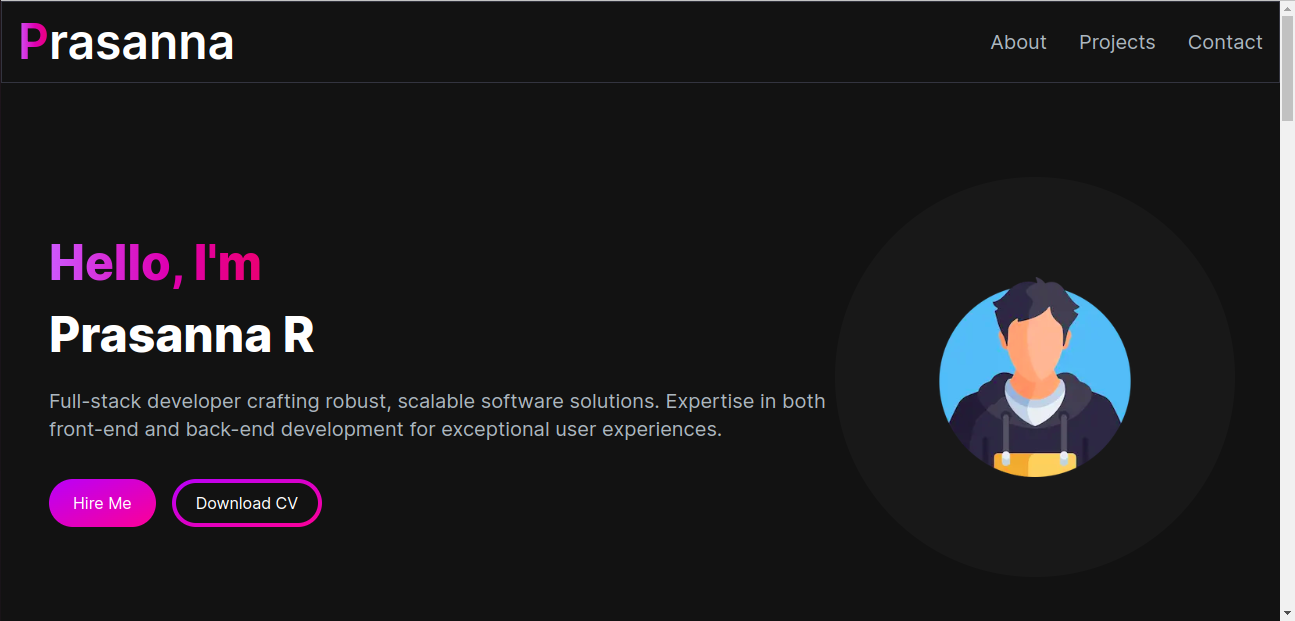 Prasanna
About Projects Contact
Hello, I'm
Prasanna R
Full-stack developer crafting robust, scalable software solutions. Expertise in both
front-end and back-end development for exceptional user experiences.
Hire Me Download CV